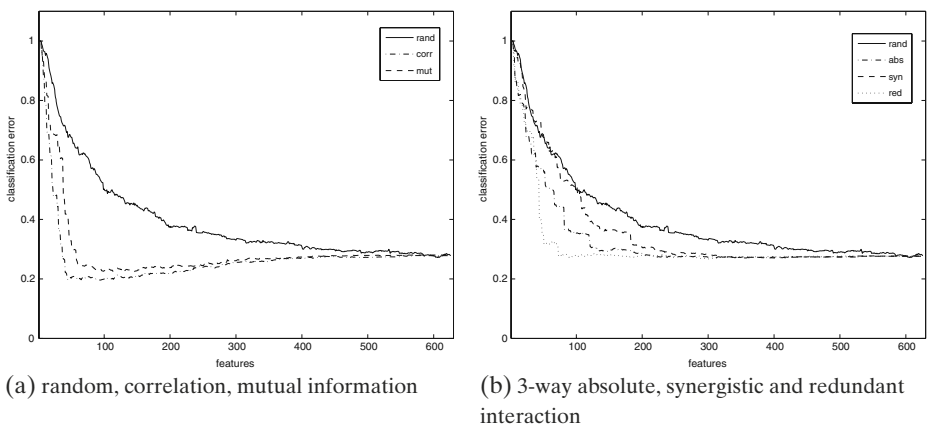 1
0.8
0.6
0.4
0.2
0
classification error
100 200 300 400 500 600
features
rand
corr
mut
(a) random, correlation, mutual information
1
0.8
0.6
0.4
0.2
0
classification error
100 200 300 400 500 600
features
rand
abs
syn
red
(b) 3-way absolute, synergistic and redundant
interaction